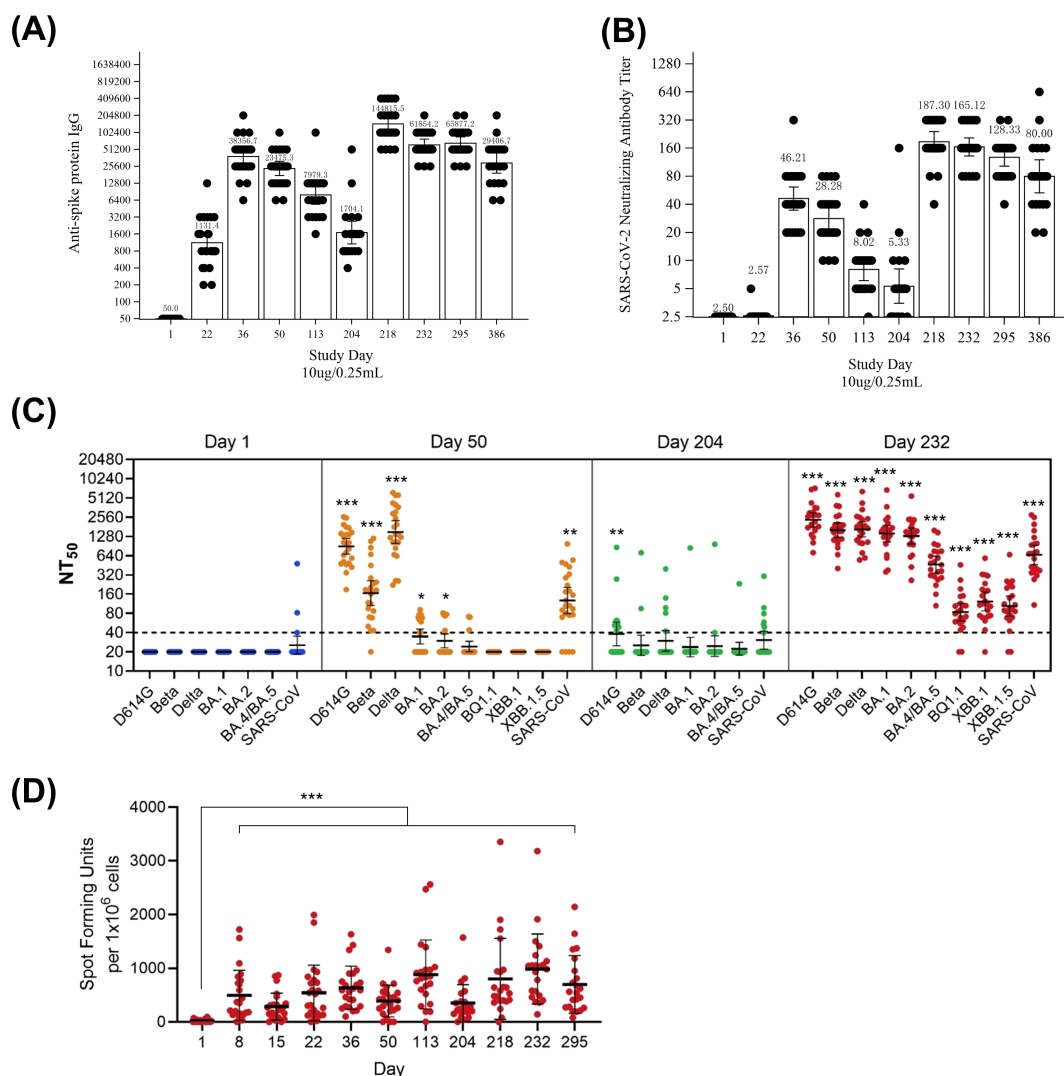 (A)
Anti-spike protein IgG
1638400
819200
409600
204800
102400
51200
25600
12800
6400
3200
1600
800
400
200
100
50
50.0
1131.4
38356.7
23475.3
7979.3
1704.1
144815.5
61854.2
65877.2
29406.7
1 22 36 50 113 204 218 232 295 386
Study Day
10ug/0.25mL
(B)
SARS-CoV-2 Neutralizing Antibody Titer
1280
640
320
160
80
40
20
10
5
2.5
2.50
2.57
46.21
28.28
8.02
5.33
187.30
165.12
128.33
80.00
1 22 36 50 113 204 218 232 295 386
Study Day
10ug/0.25mL
(C)
Day 1 Day 50 Day 204 Day 232
NT50
20480
10240
5120
2560
1280
640
320
160
80
40
20
10
*** *** *** * * **
**
*** *** *** *** *** *** *** *** *** ***
D614G Beta Delta BA.1 BA.2 BA.4/BA.5 SARS-CoV
D614G Beta Delta BA.1 BA.2 BA.4/BA.5 BQ1.1 XBB.1 XBB.1.5 SARS-CoV
D614G Beta Delta BA.1 BA.2 BA.4/BA.5 SARS-CoV
D614G Beta Delta BA.1 BA.2 BA.4/BA.5 BQ1.1 XBB.1 XBB.1.5 SARS-CoV
(D)
Spot Forming Units
per 1x10^6 cells
4000
3000
2000
1000
0
***
1 8 15 22 36 50 113 204 218 232 295
Day